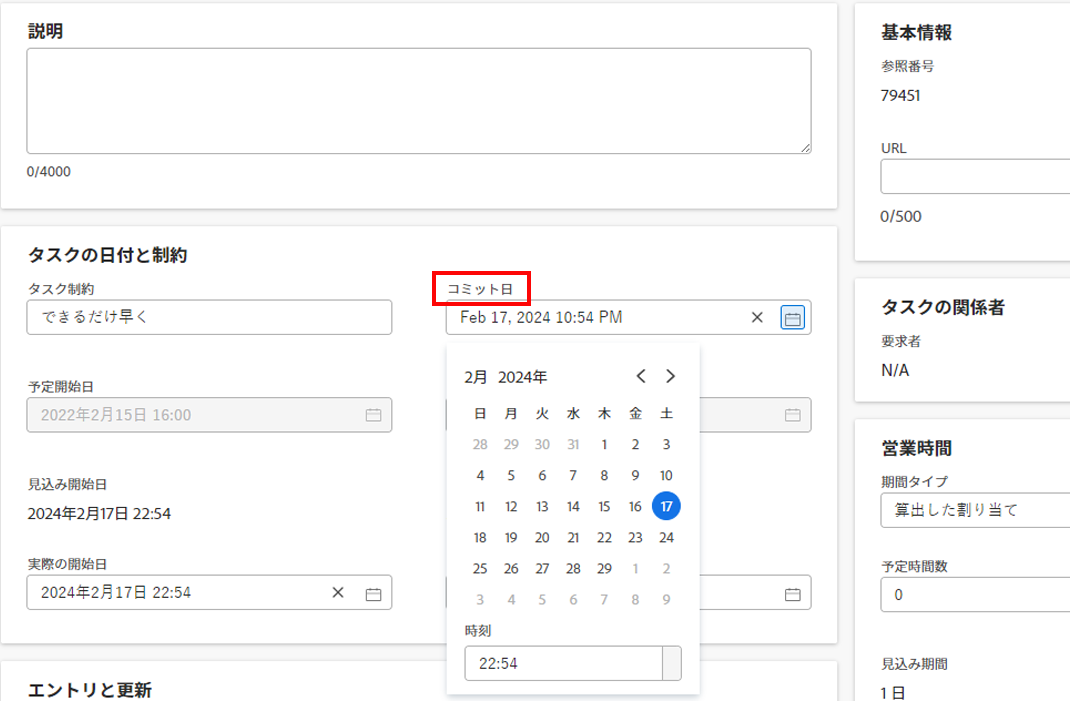 説明
0/4000
タスクの日付と制約
タスク制約
できるだけ早く
コミット日
Feb 17, 2024 10:54 PM
予定開始日
2022年2月15日 16:00
見込み開始日
2024年2月17日 22:54
実際の開始日
2024年2月17日 22:54
2月 2024年
日 月 火 水 木 金 土
28 29 30 31 1 2 3
4 5 6 7 8 9 10
11 12 13 14 15 16 17
18 19 20 21 22 23 24
25 26 27 28 29 1 2
3 4 5 6 7 8 9
時刻
22:54
エントリと更新
基本情報
参照番号
79451
URL
0/500
タスクの関係者
要求者
N/A
営業時間
期間タイプ
算出した割り当て
予定時間数
0
見込み期間
1 日